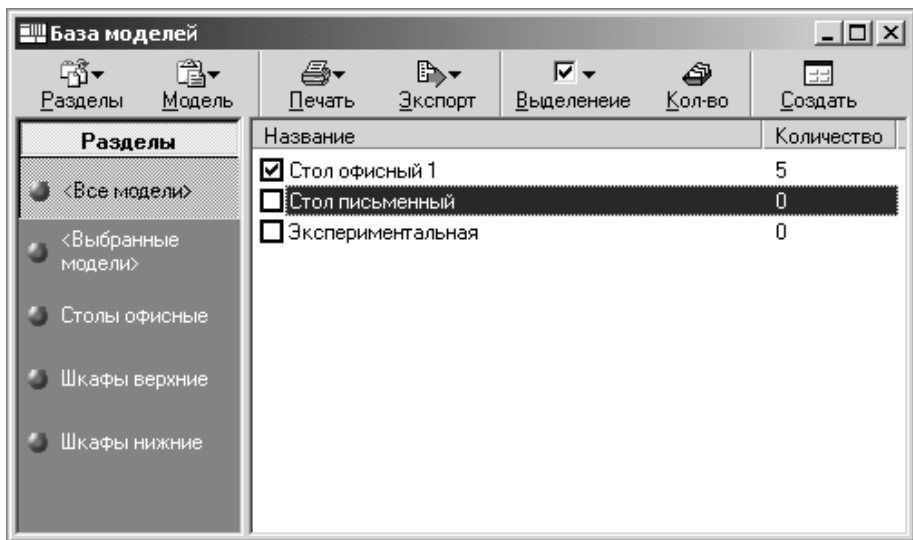 База моделей
Разделы Модель Печать Экспорт Выделенеие Кол-во Создать
Разделы
<Все модели>
<Выбранные
модели>
Столы офисные
Шкафы верхние
Шкафы нижние
Название Количество
Стол офисный 1 5
Стол письменный 0
Экспериментальная 0